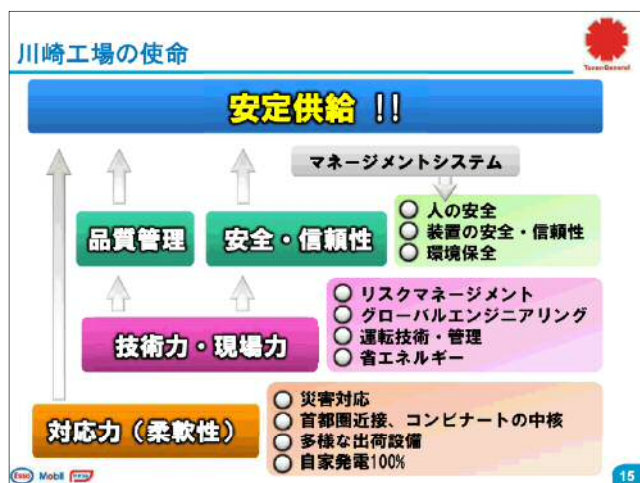 川崎工場の使命
TonenGeneral
安定供給 !!
マネージメントシステム
品質管理
安全・信頼性
人の安全
装置の安全・信頼性
環境保全
技術力・現場力
リスクマネージメント
グローバルエンジニアリング
運転技術・管理
省エネルギー
対応力（柔軟性）
災害対応
首都圏近接、コンビナートの中核
多様な出荷設備
自家発電100%
Esso Mobil
15